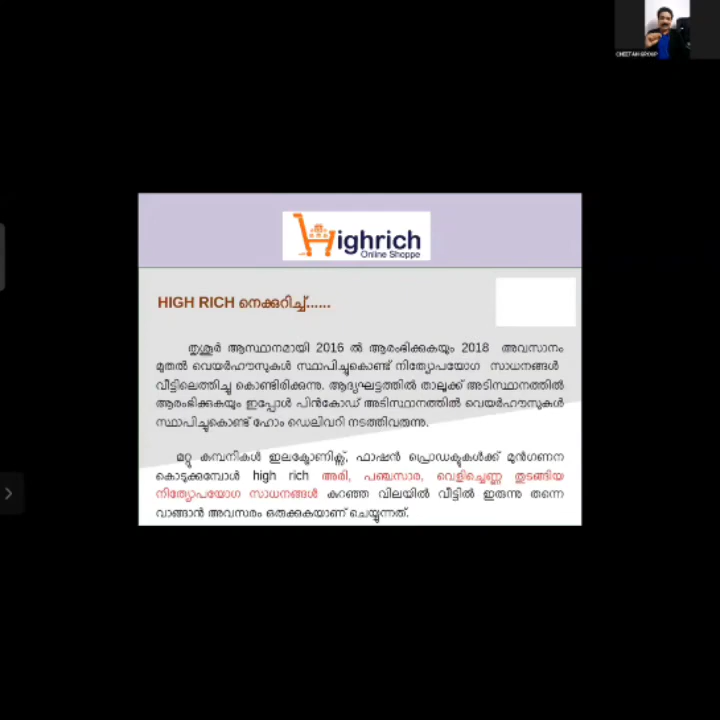 CHEETAH GROUP
Highrich
Online Shoppe
HIGH RICH നെക്കുറിച്ച്......
തൃശൂർ ആസ്ഥാനമായി 2016 ൽ ആരംഭിക്കുകയും 2018 അവസാനം
മുതൽ വെയർഹൗസുകൾ സ്ഥാപിച്ചുകൊണ്ട് നിത്യോപയോഗ സാധനങ്ങൾ
വീട്ടിലെത്തിച്ചു കൊണ്ടിരിക്കുന്നു. ആദ്യഘട്ടത്തിൽ താലൂക്ക് അടിസ്ഥാനത്തിൽ
ആരംഭിക്കുകയും ഇപ്പോൾ പിൻകോഡ് അടിസ്ഥാനത്തിൽ വെയർഹൗസുകൾ
സ്ഥാപിച്ചുകൊണ്ട് ഹോം ഡെലിവറി നടത്തിവരുന്നു.
മറ്റു കമ്പനികൾ ഇലക്ട്രോണിക്സ്, ഫാഷൻ പ്രൊഡക്ടുകൾക്ക് മുൻഗണന
കൊടുക്കുമ്പോൾ high rich അരി, പഞ്ചസാര, വെളിച്ചെണ്ണ തുടങ്ങിയ
നിത്യോപയോഗ സാധനങ്ങൾ കുറഞ്ഞ വിലയിൽ വീട്ടിൽ ഇരുന്നു തന്നെ
വാങ്ങാൻ അവസരം ഒരുക്കുകയാണ് ചെയ്യുന്നത്.